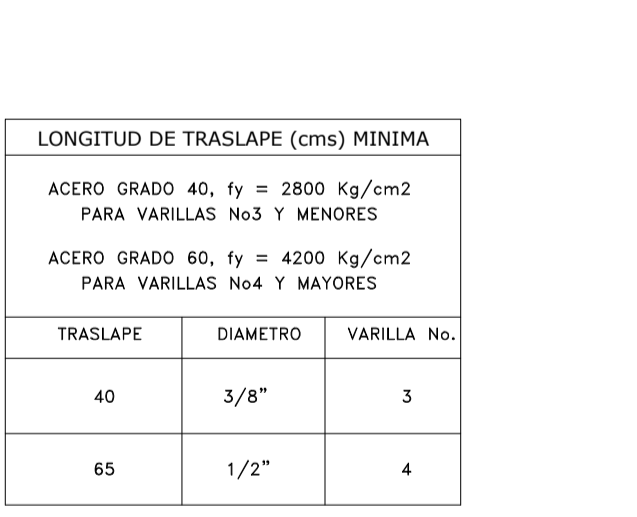 LONGITUD DE TRASLAPE (cms) MINIMA
ACERO GRADO 40, fy = 2800 Kg/cm2
PARA VARILLAS No3 Y MENORES
ACERO GRADO 60, fy = 4200 Kg/cm2
PARA VARILLAS No4 Y MAYORES
TRASLAPE DIAMETRO VARILLA No.
40 3/8" 3
65 1/2" 4